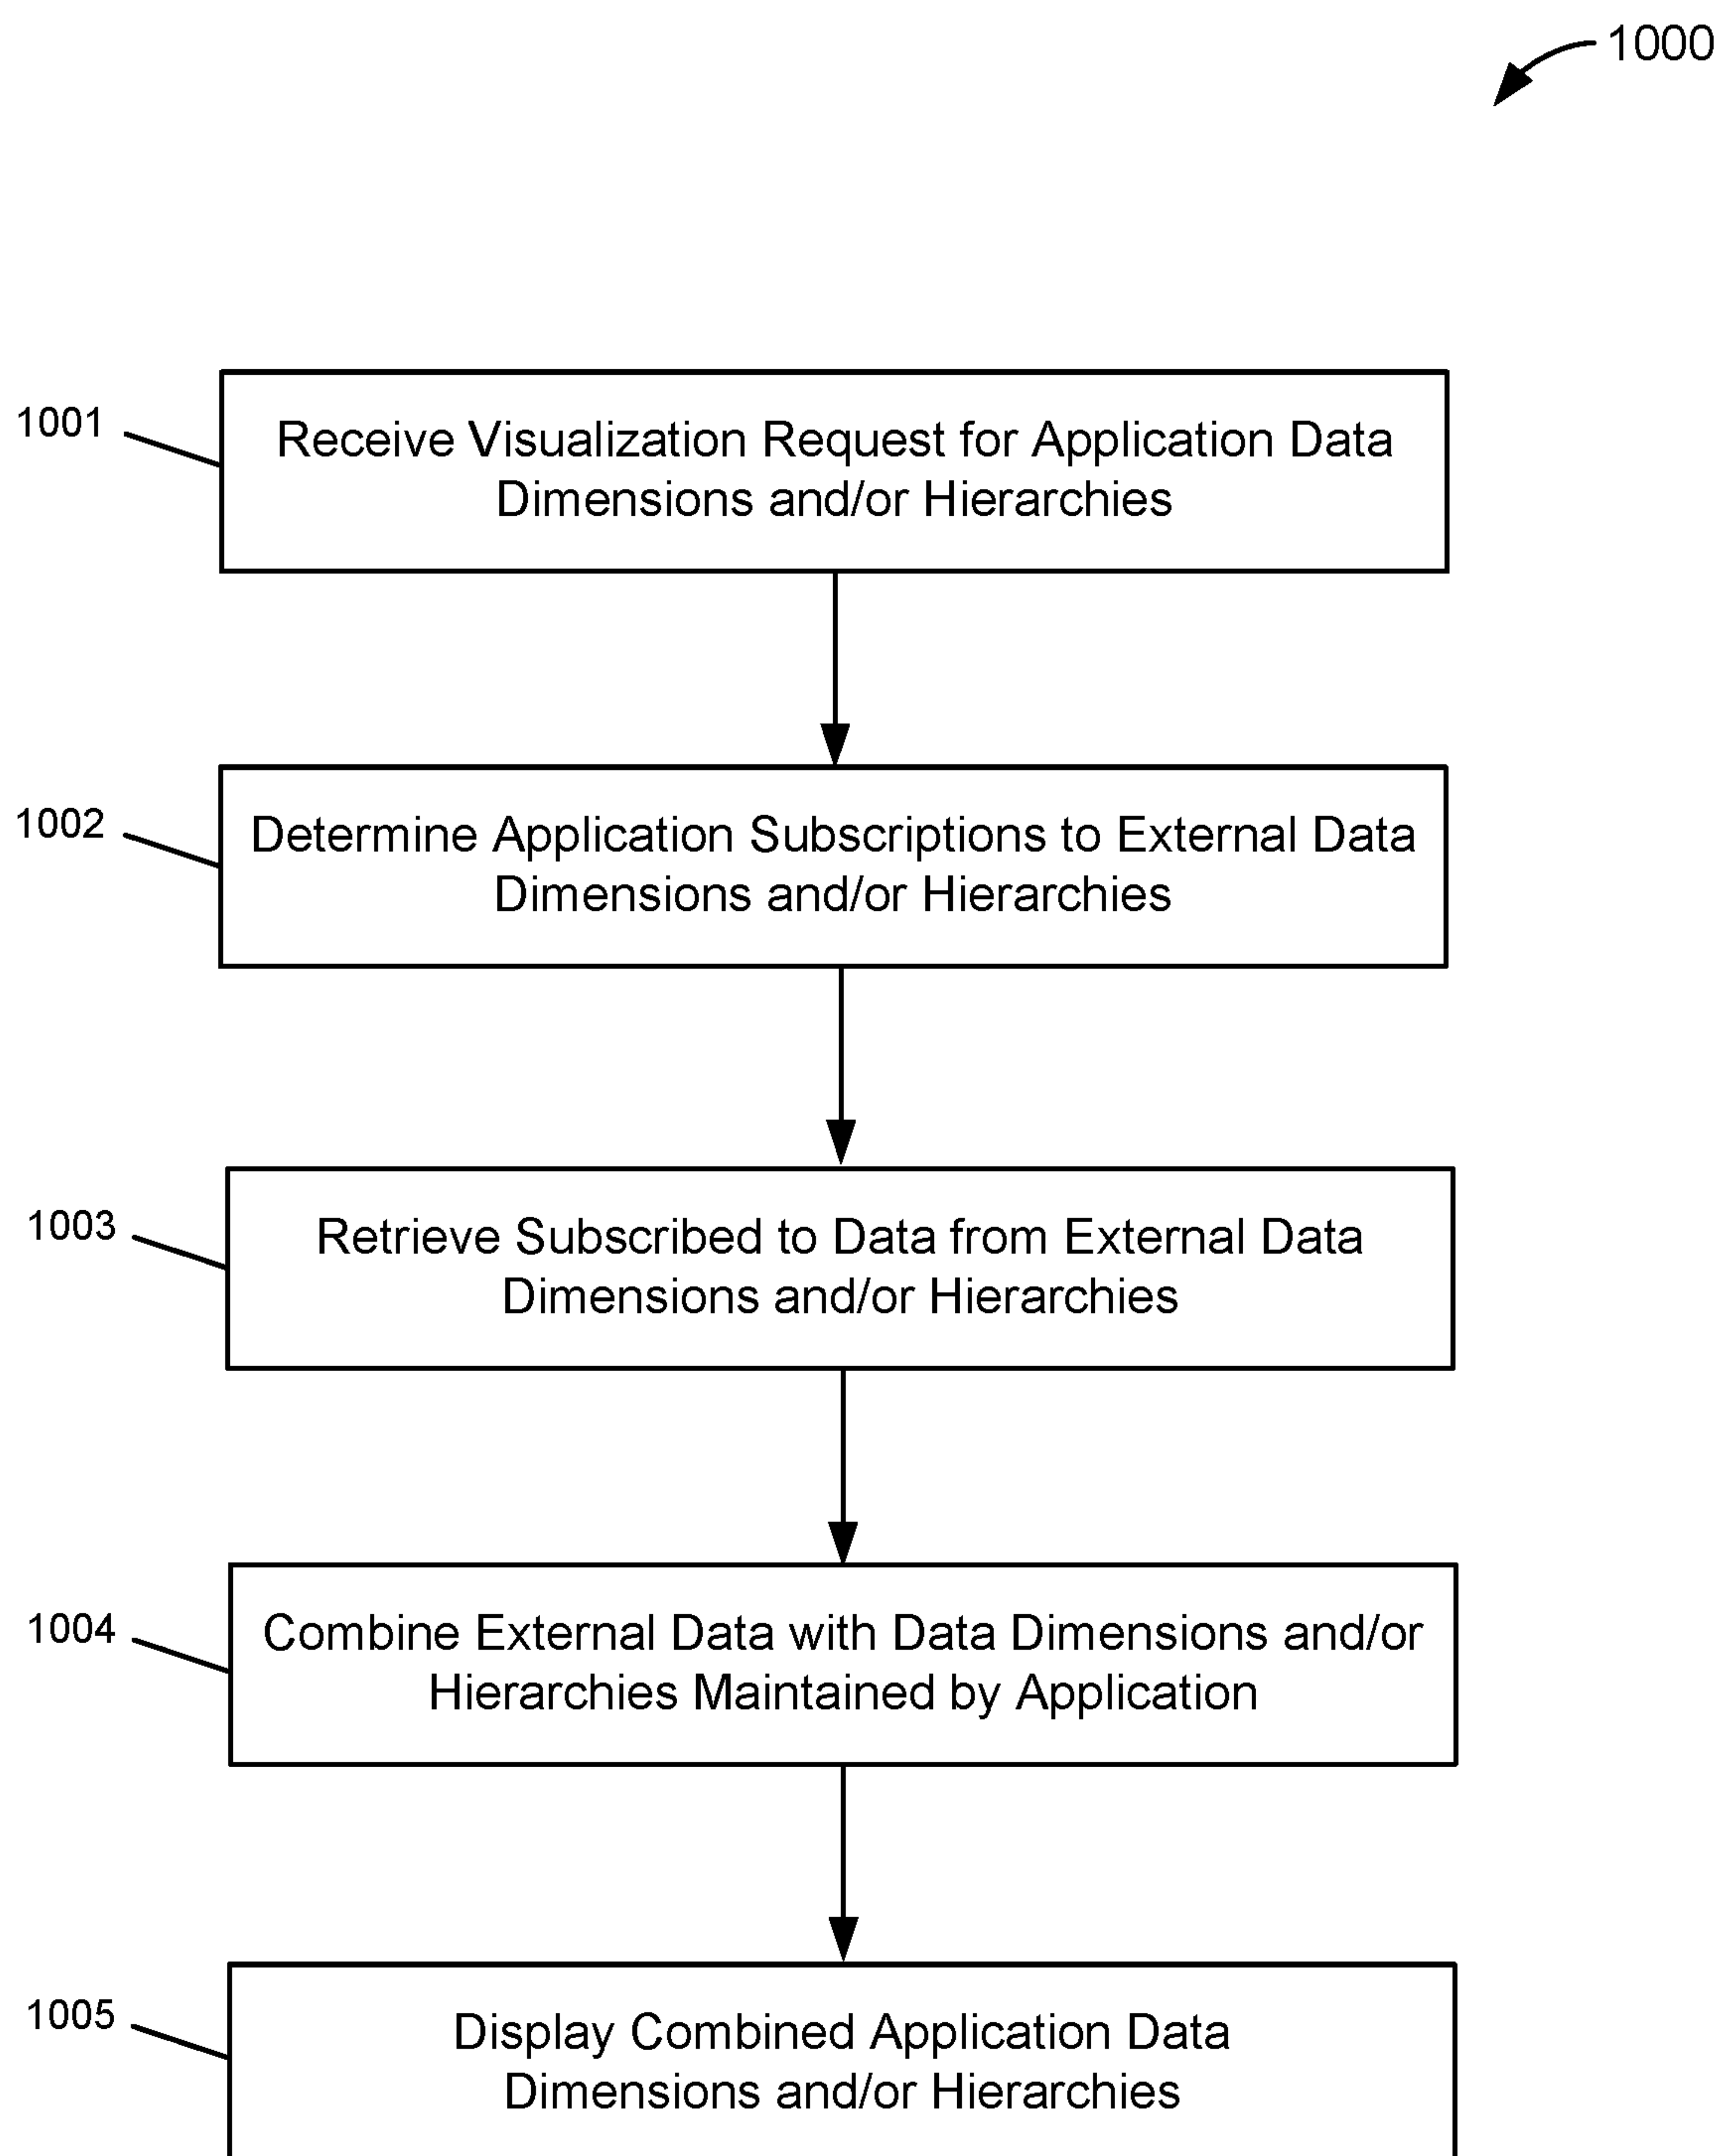 1000
1001
Receive Visualization Request for Application Data
Dimensions and/or Hierarchies
1002
Determine Application Subscriptions to External Data
Dimensions and/or Hierarchies
1003
Retrieve Subscribed to Data from External Data
Dimensions and/or Hierarchies
1004
Combine External Data with Data Dimensions and/or
Hierarchies Maintained by Application
1005
Display Combined Application Data
Dimensions and/or Hierarchies